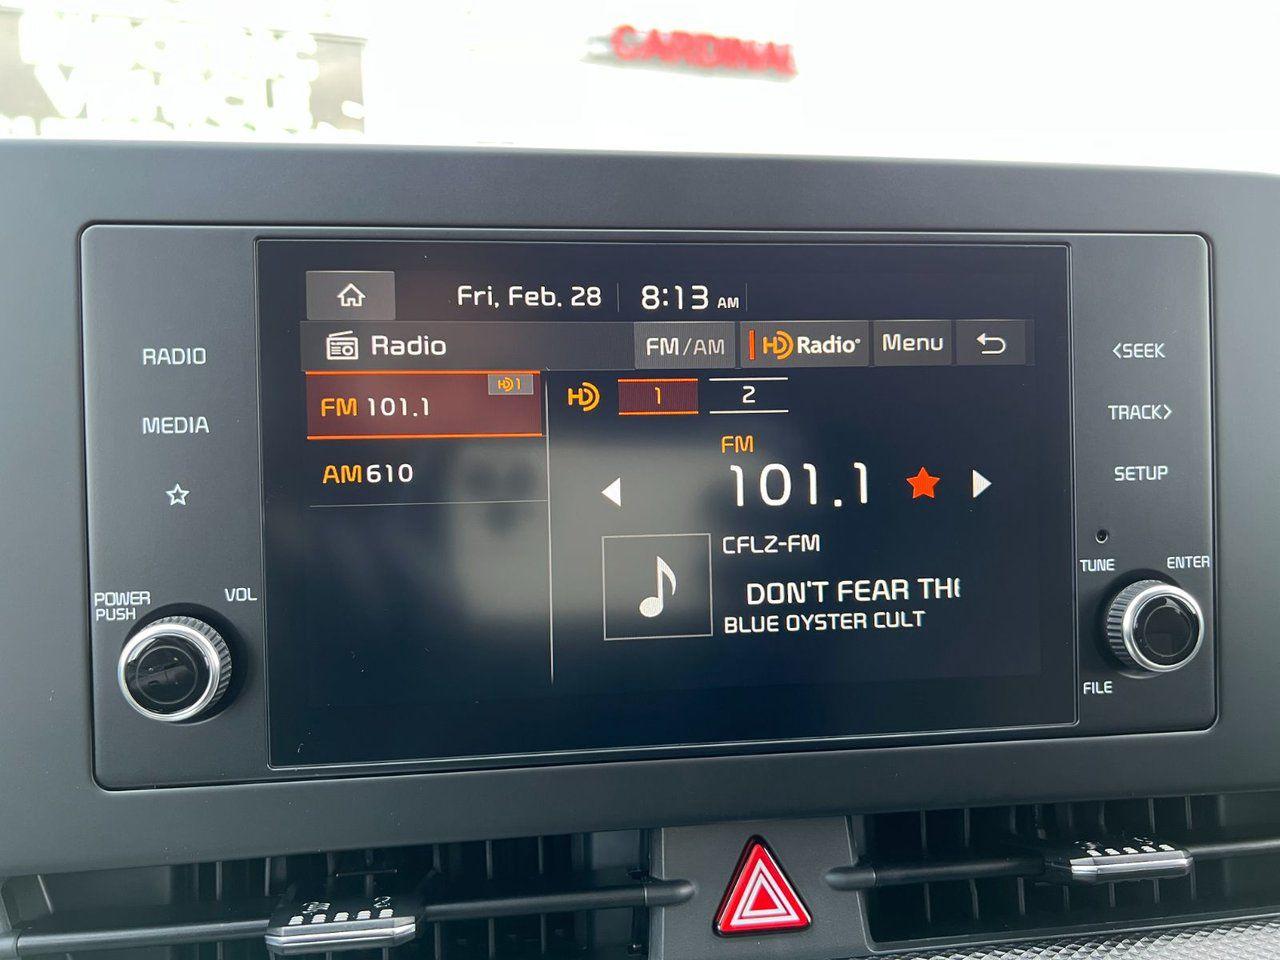 CARDINAL
Fri, Feb. 28 8:13 AM
Radio FM/AM HD Radio Menu
FM 101.1 HD 1
HD 1 2
AM 610
FM
101.1
CFLZ-FM
DON'T FEAR TH
BLUE OYSTER CULT
RADIO
MEDIA
POWER PUSH VOL
<SEEK
TRACK>
SETUP
TUNE ENTER
FILE